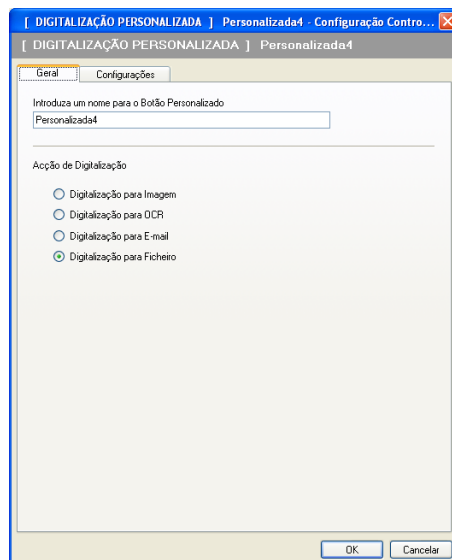 [ DIGITALIZAÇÃO PERSONALIZADA ] Personalizada4 - Configuração Contro...
[ DIGITALIZAÇÃO PERSONALIZADA ] Personalizada4
Geral Configurações
Introduza um nome para o Botão Personalizado
Personalizada4
Acção de Digitalização
Digitalização para Imagem
Digitalização para OCR
Digitalização para E-mail
Digitalização para Ficheiro
OK Cancelar